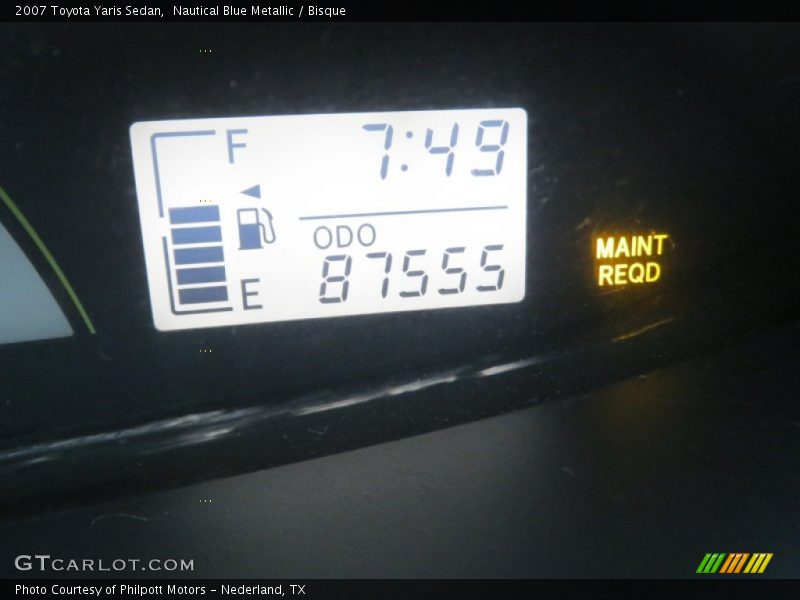 2007 Toyota Yaris Sedan,  Nautical Blue Metallic / Bisque
F 7:49
ODO
E 87555
MAINT
REQD
GTCARLOT.COM
Photo Courtesy of Philpott Motors - Nederland, TX